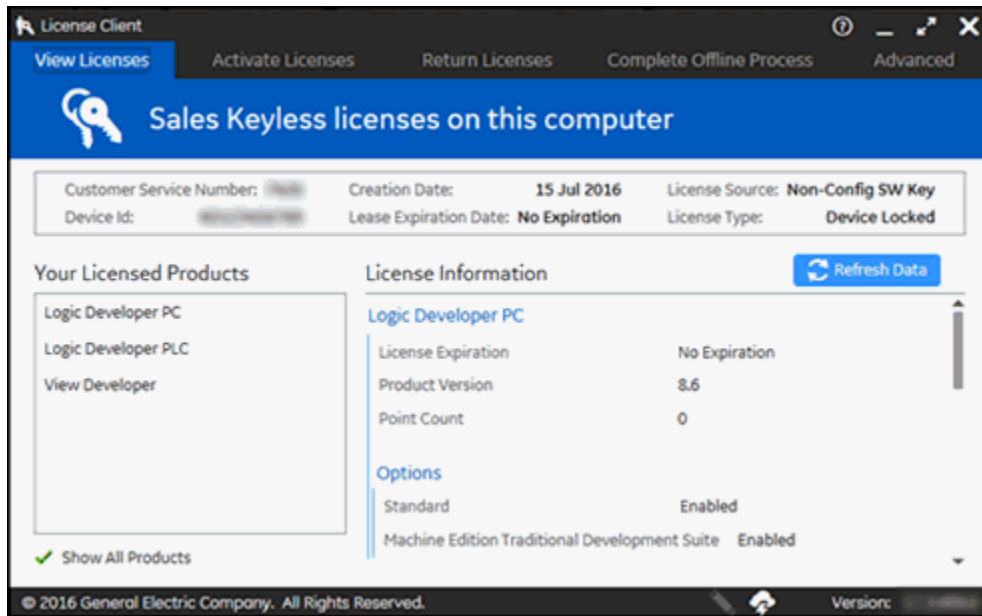 License Client
View Licenses Activate Licenses Return Licenses Complete Offline Process Advanced
Sales Keyless licenses on this computer
Customer Service Number: Creation Date: 15 Jul 2016 License Source: Non-Config SW Key
Device Id: Lease Expiration Date: No Expiration License Type: Device Locked
Your Licensed Products
Logic Developer PC
Logic Developer PLC
View Developer
Show All Products
License Information Refresh Data
Logic Developer PC
License Expiration No Expiration
Product Version 8.6
Point Count 0
Options
Standard Enabled
Machine Edition Traditional Development Suite Enabled
© 2016 General Electric Company. All Rights Reserved. Version: